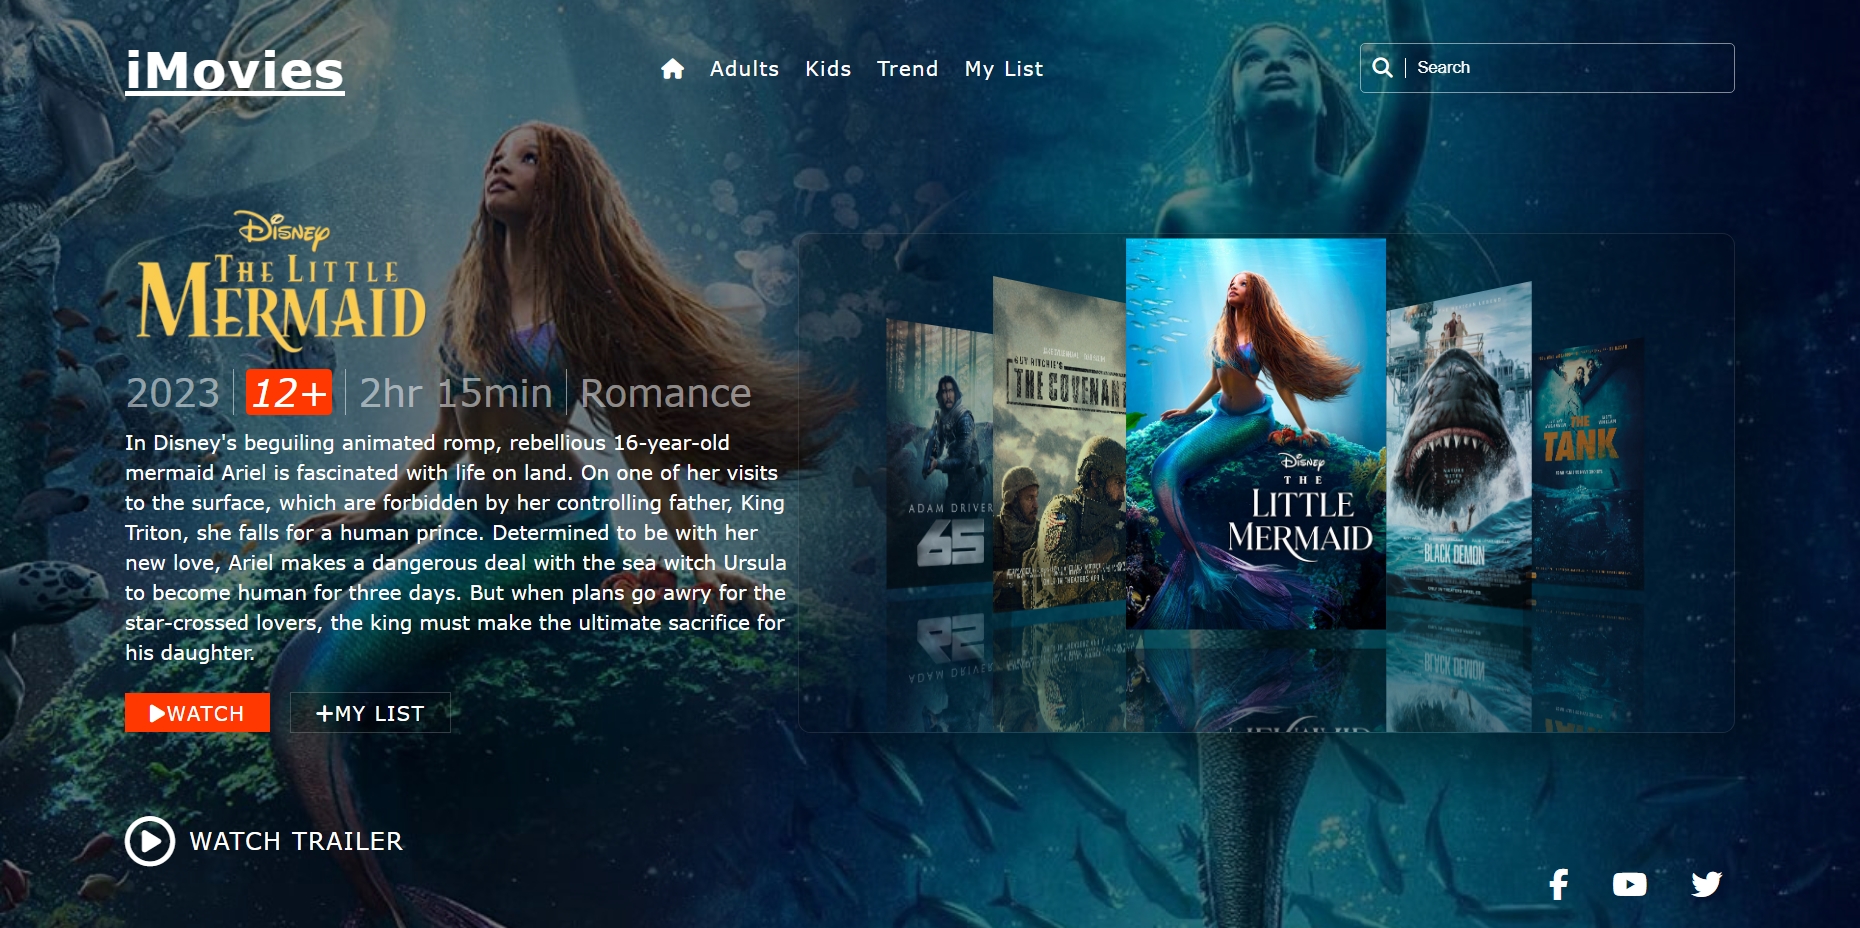 iMovies
Adults Kids Trend My List
Search
Disney
THE LITTLE
MERMAID
2023 12+ 2hr 15min Romance
In Disney's beguiling animated romp, rebellious 16-year-old
mermaid Ariel is fascinated with life on land. On one of her visits
to the surface, which are forbidden by her controlling father, King
Triton, she falls for a human prince. Determined to be with her
new love, Ariel makes a dangerous deal with the sea witch Ursula
to become human for three days. But when plans go awry for the
star-crossed lovers, the king must make the ultimate sacrifice for
his daughter.
WATCH
MY LIST
WATCH TRAILER
ADAM DRIVER
65
GUY RITCHIE'S
THE COVENANT
Disney
THE
LITTLE
MERMAID
BLACK DEMON
THE
TANK